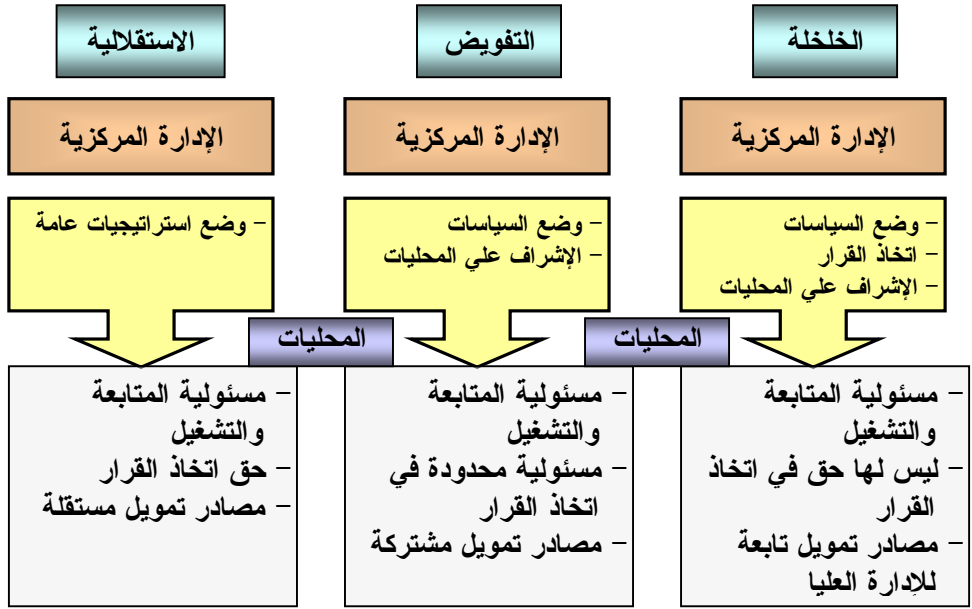 الخلخلة
التفويض
الاستقلالية
الإدارة المركزية
الإدارة المركزية
الإدارة المركزية
- وضع السياسات
- اتخاذ القرار
- الإشراف علي المحليات
- وضع السياسات
- الإشراف علي المحليات
- وضع استراتيجيات عامة
المحليات
المحليات
- مسئولية المتابعة
والتشغيل
- ليس لها حق في اتخاذ
القرار
- مصادر تمويل تابعة
للإدارة العليا
- مسئولية المتابعة
والتشغيل
- مسئولية محدودة في
اتخاذ القرار
- مصادر تمويل مشتركة
- مسئولية المتابعة
والتشغيل
- حق اتخاذ القرار
- مصادر تمويل مستقلة